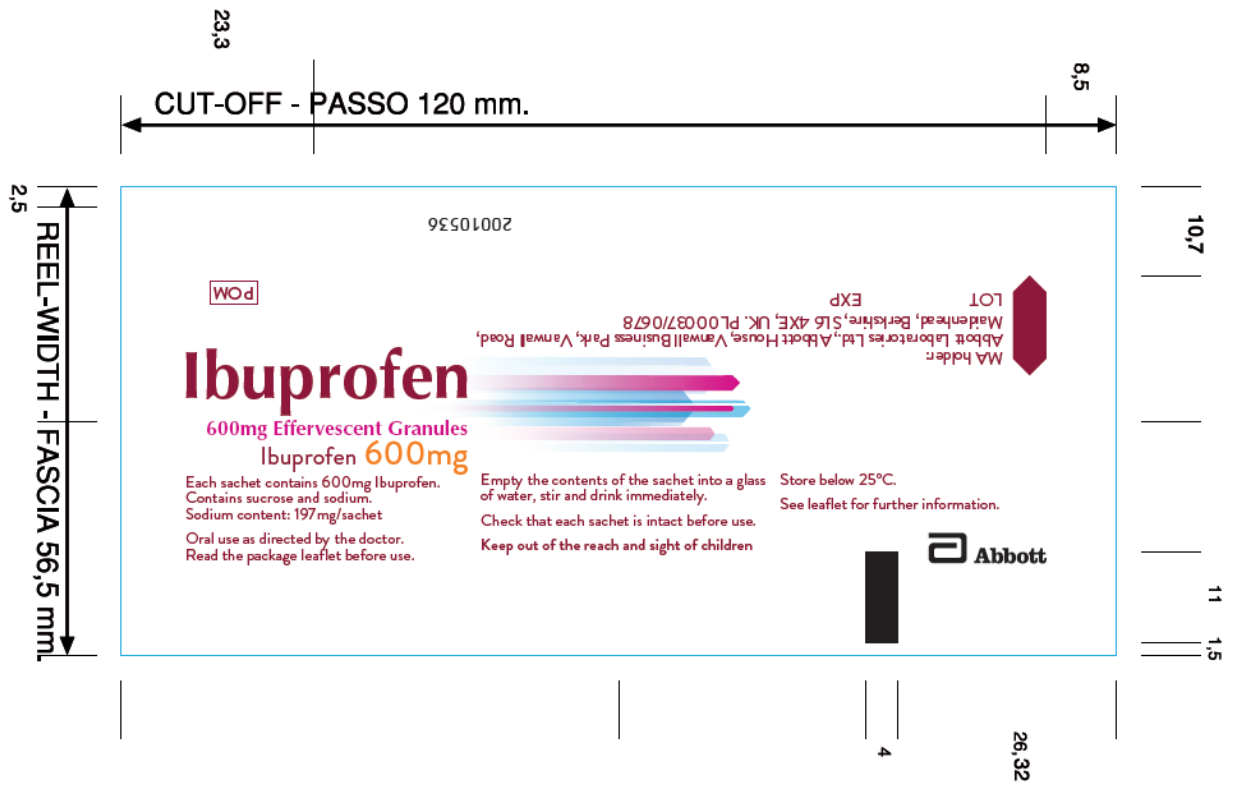 23,3
8,5
CUT-OFF - PASSO 120 mm.
2,5
REEL-WIDTH - FASCIA 56,5 mm.
10,7
20010536
POM
MA holder:
Abbott Laboratories Ltd., Abbott House, Vanwall Business Park, Vanwall Road,
Maidenhead, Berkshire, SL6 4XE, UK. PL 00037/0678
LOT EXP
Ibuprofen
600mg Effervescent Granules
Ibuprofen 600mg
Each sachet contains 600mg Ibuprofen.
Contains sucrose and sodium.
Sodium content: 197mg/sachet
Oral use as directed by the doctor.
Read the package leaflet before use.
Empty the contents of the sachet into a glass
of water, stir and drink immediately.
Check that each sachet is intact before use.
Keep out of the reach and sight of children
Store below 25°C.
See leaflet for further information.
Abbott
11
1,5
4
26,32